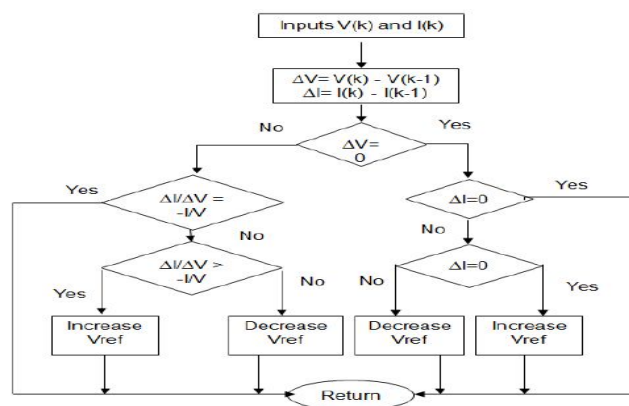 Inputs V(k) and I(k)
ΔV= V(k) - V(k-1)
ΔI= I(k) - I(k-1)
No
Yes
ΔV=
0
Yes
ΔI/ΔV =
-I/V
ΔI=0
Yes
No
No
ΔI/ΔV >
-I/V
ΔI=0
Yes
No
No
Yes
Increase
Vref
Decrease
Vref
Decrease
Vref
Increase
Vref
Return